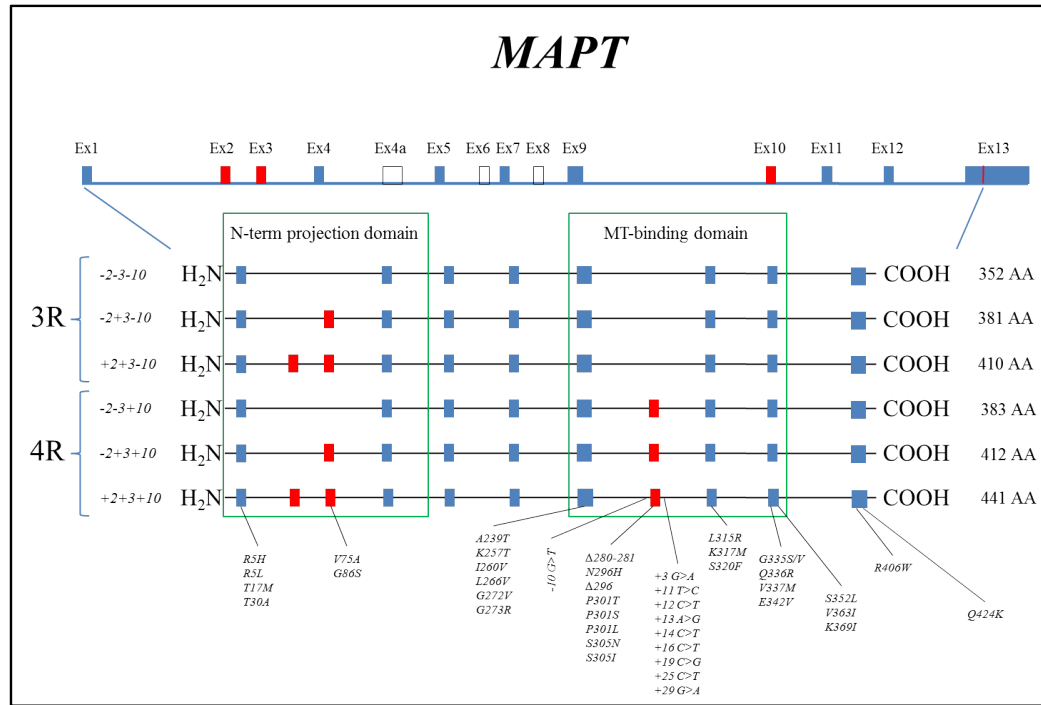 MAPT
Ex1 Ex2 Ex3 Ex4 Ex4a Ex5 Ex6 Ex7 Ex8 Ex9 Ex10 Ex11 Ex12 Ex13
N-term projection domain MT-binding domain
3R
-2-3-10 H₂N COOH 352 AA
-2+3-10 H₂N COOH 381 AA
+2+3-10 H₂N COOH 410 AA
4R
-2-3+10 H₂N COOH 383 AA
-2+3+10 H₂N COOH 412 AA
+2+3+10 H₂N COOH 441 AA
R5H
R5L
T17M
T30A
V75A
G86S
A239T
K257T
I260V
L266V
G272V
G273R
-10 G>T
Δ280-281
N296H
Δ296
P301T
P301S
P301L
S305N
S305I
+3 G>A
+11 T>C
+12 C>T
+13 A>G
+14 C>T
+16 C>T
+19 C>G
+25 C>T
+29 G>A
L315R
K317M
S320F
G335S/V
Q336R
V337M
E342V
S352L
V363I
K369I
R406W
Q424K